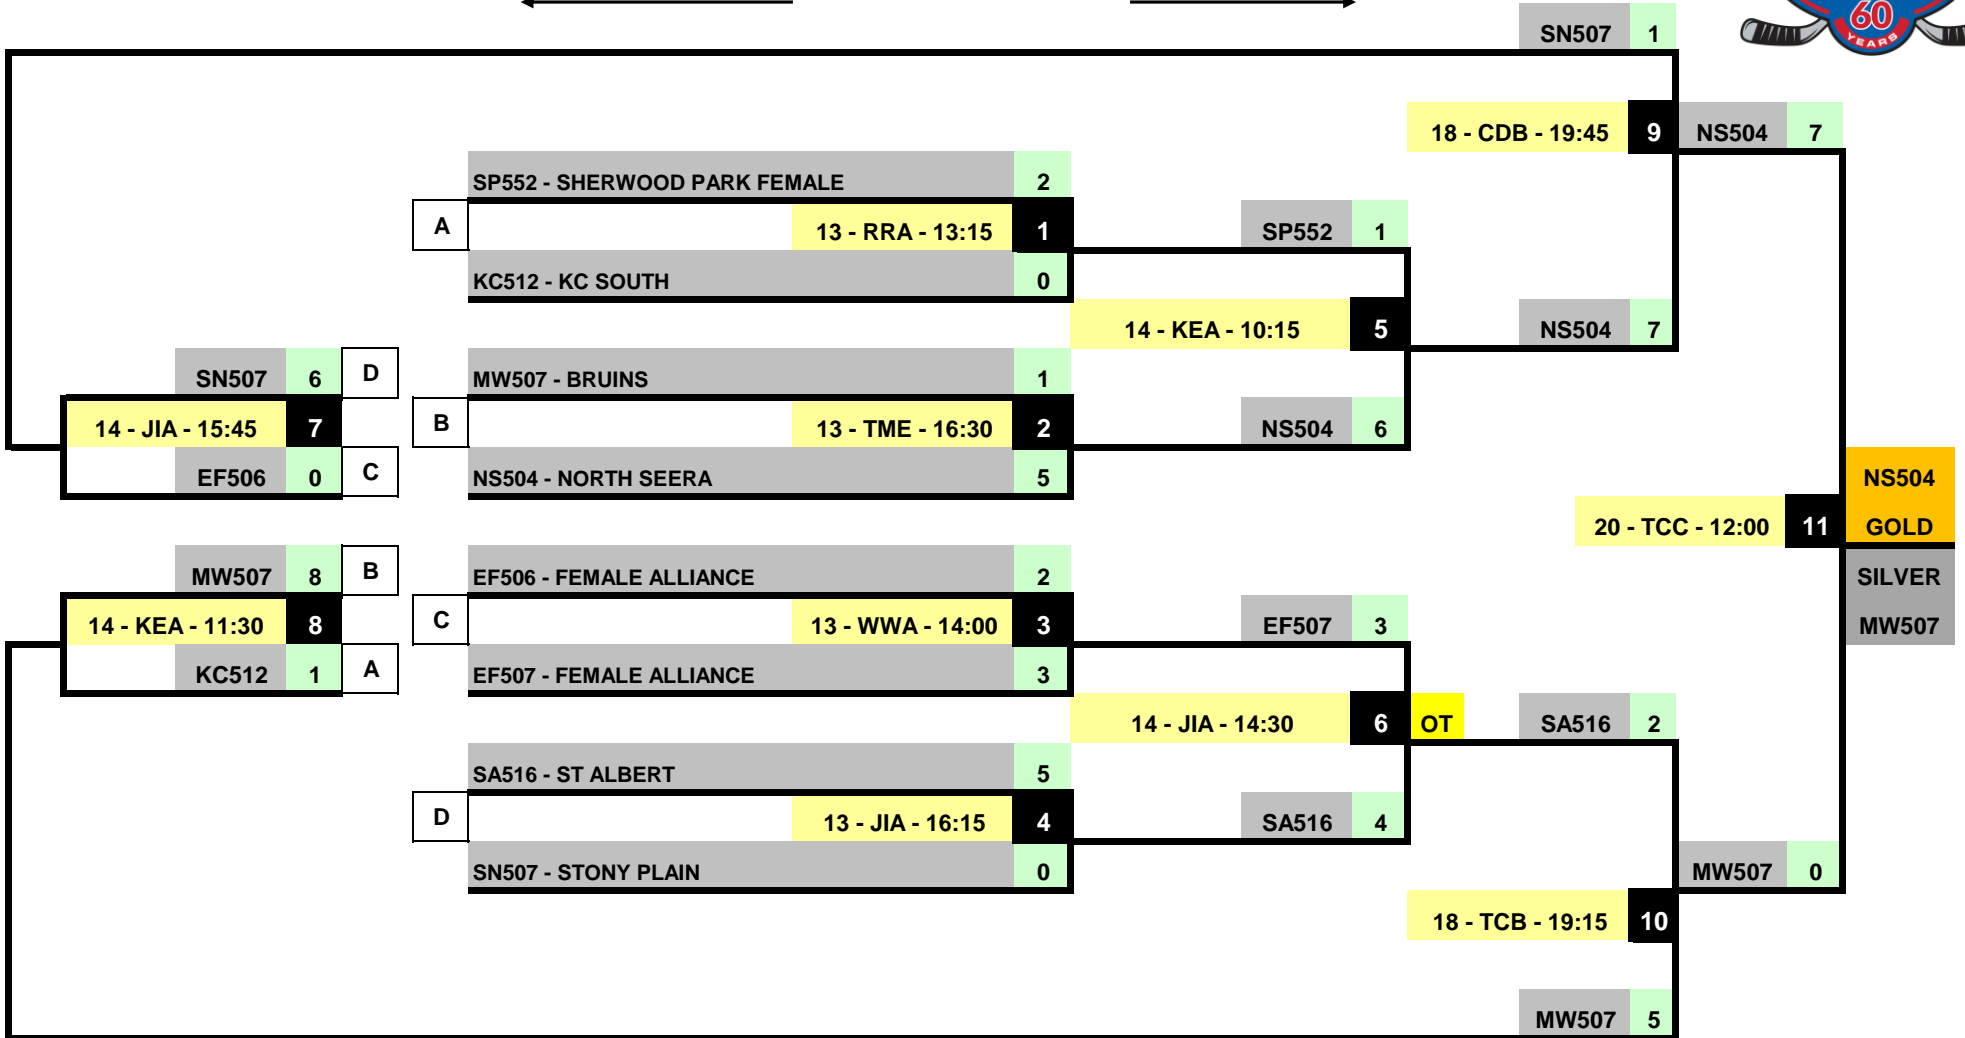 60
YEARS
SN507 1
18 - CDB - 19:45 9 NS504 7
SP552 - SHERWOOD PARK FEMALE 2
A 13 - RRA - 13:15 1 SP552 1
KC512 - KC SOUTH 0
14 - KEA - 10:15 5 NS504 7
SN507 6 D MW507 - BRUINS 1
14 - JIA - 15:45 7 B 13 - TME - 16:30 2 NS504 6
EF506 0 C NS504 - NORTH SEERA 5 NS504
20 - TCC - 12:00 11 GOLD
MW507 8 B EF506 - FEMALE ALLIANCE 2 SILVER
14 - KEA - 11:30 8 C 13 - WWA - 14:00 3 EF507 3 MW507
KC512 1 A EF507 - FEMALE ALLIANCE 3
14 - JIA - 14:30 6 OT SA516 2
SA516 - ST ALBERT 5
D 13 - JIA - 16:15 4 SA516 4
SN507 - STONY PLAIN 0 MW507 0
18 - TCB - 19:15 10
MW507 5